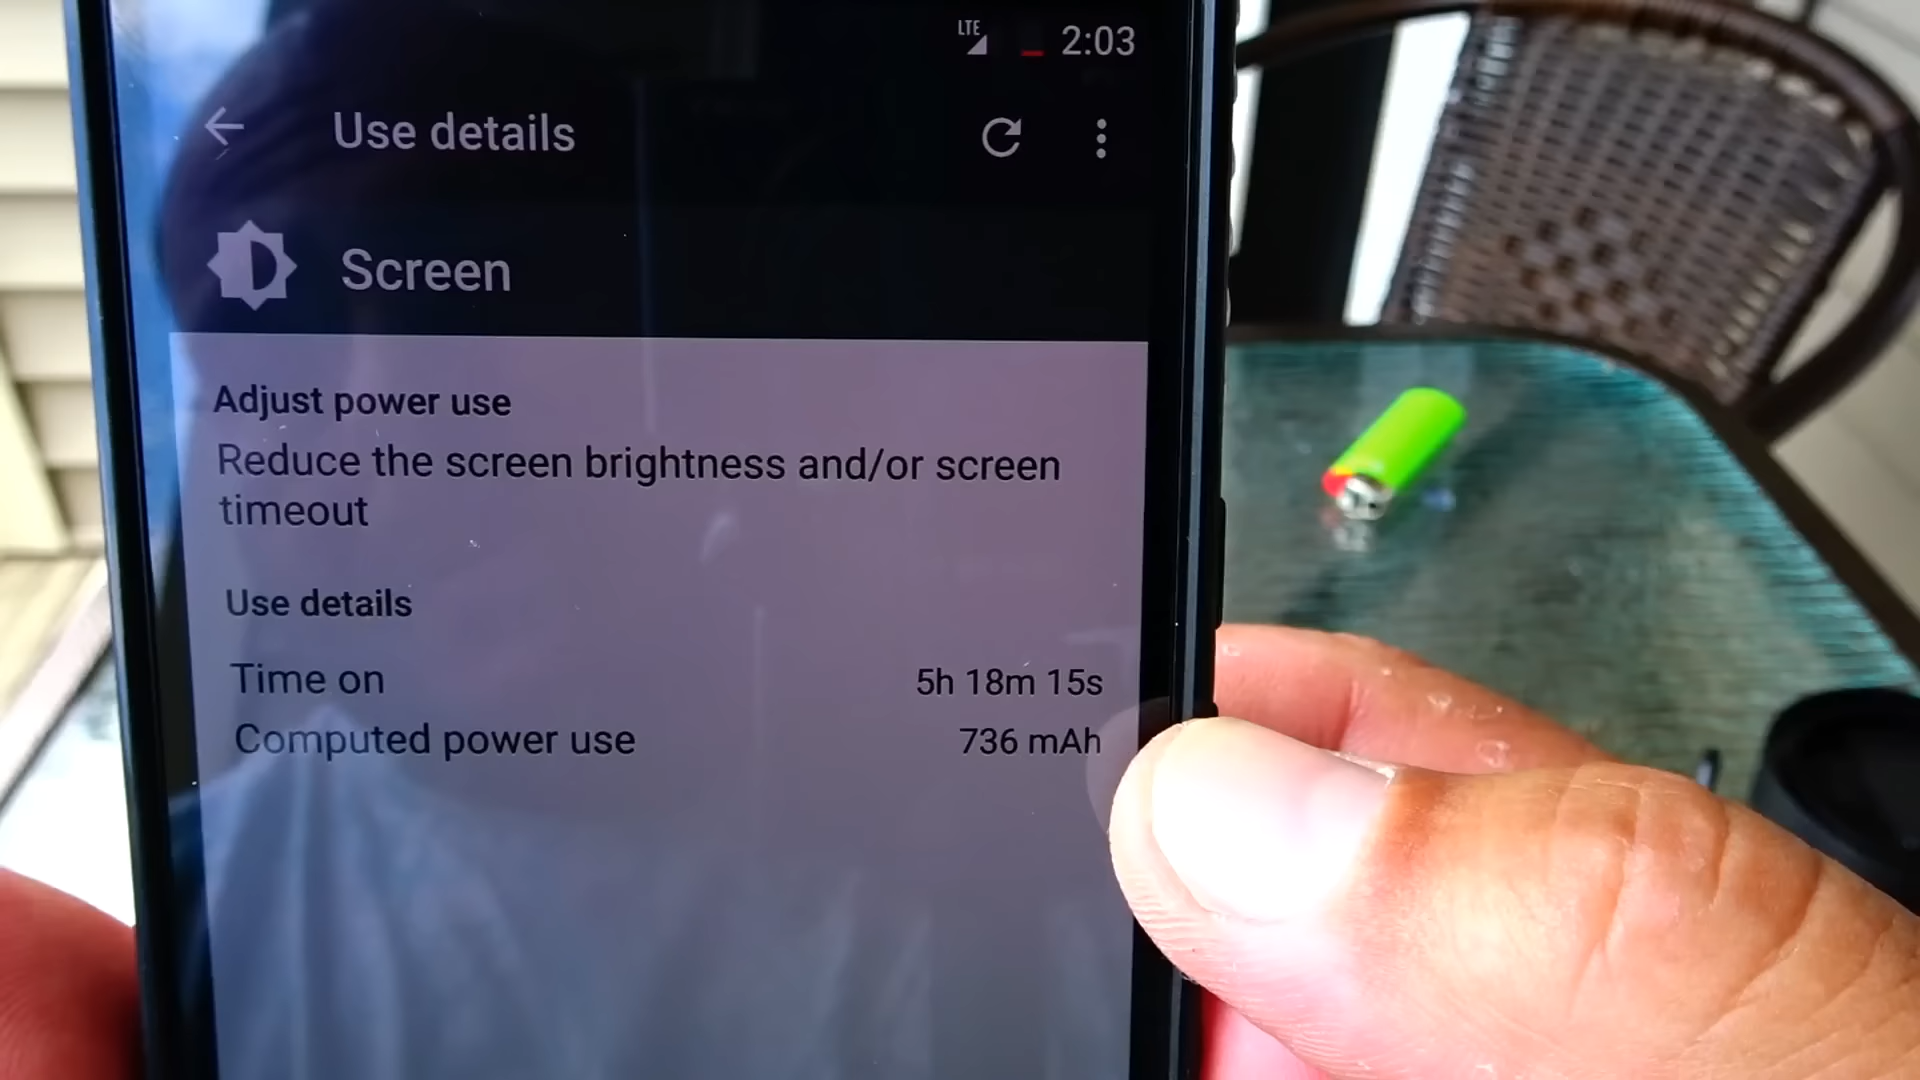 LTE 2:03
Use details
Screen
Adjust power use
Reduce the screen brightness and/or screen
timeout
Use details
Time on 5h 18m 15s
Computed power use 736 mAh